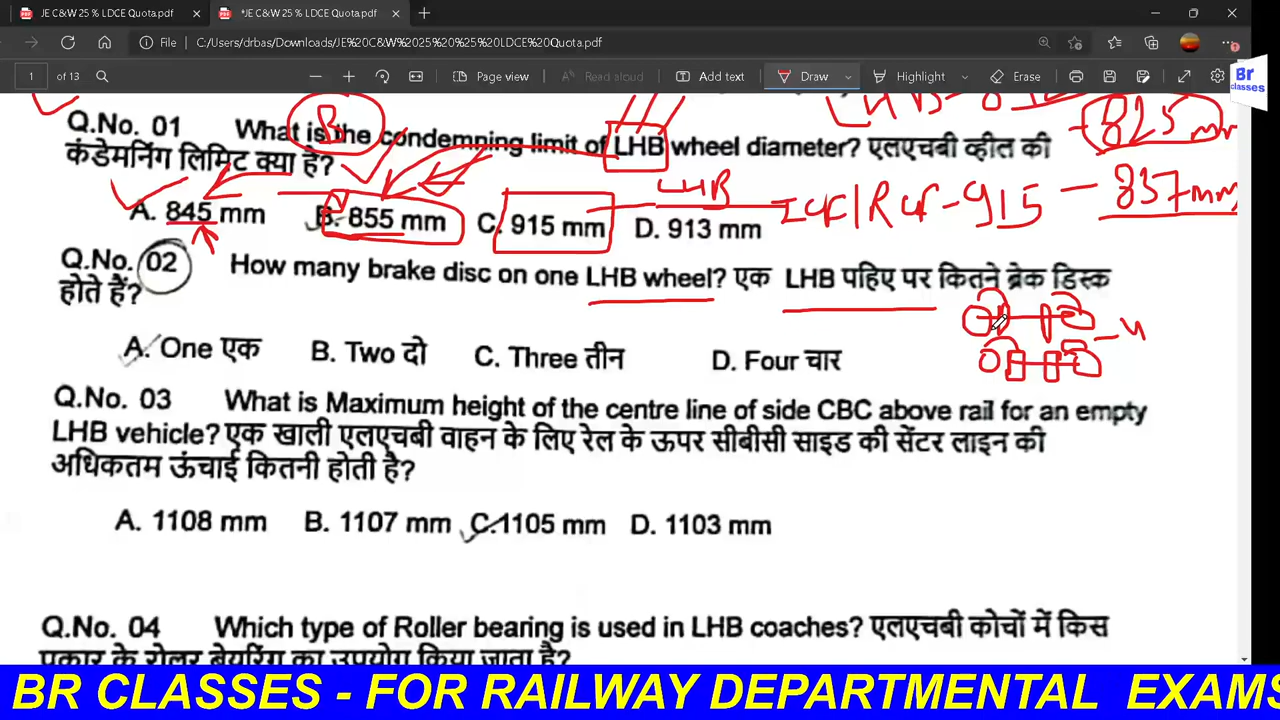 JE C&W 25 % LDCE Quota.pdf
*JE C&W 25 % LDCE Quota.pdf
File C:/Users/drbas/Downloads/JE%20C&W%2025%20%25%20LDCE%20Quota.pdf
1 of 13
Page view
Read aloud
Add text
Draw
Highlight
Erase
Br classes
825 mm
Q.No. 01 What is the condemning limit of LHB wheel diameter? एलएचबी व्हील की
B
कंडेमनिंग लिमिट क्या है?
LHB
ICF/RCF-915 - 837mm
A. 845 mm B. 855 mm C. 915 mm D. 913 mm
Q.No. 02 How many brake disc on one LHB wheel? एक LHB पहिए पर कितने ब्रेक डिस्क
होते हैं?
4
A. One एक B. Two दो C. Three तीन D. Four चार
Q.No. 03 What is Maximum height of the centre line of side CBC above rail for an empty
LHB vehicle? एक खाली एलएचबी वाहन के लिए रेल के ऊपर सीबीसी साइड की सेंटर लाइन की
अधिकतम ऊंचाई कितनी होती है?
A. 1108 mm B. 1107 mm C. 1105 mm D. 1103 mm
Q.No. 04 Which type of Roller bearing is used in LHB coaches? एलएचबी कोचों में किस
प्रकार के रोलर बेयरिंग का उपयोग किया जाता है?
BR CLASSES - FOR RAILWAY DEPARTMENTAL EXAMS